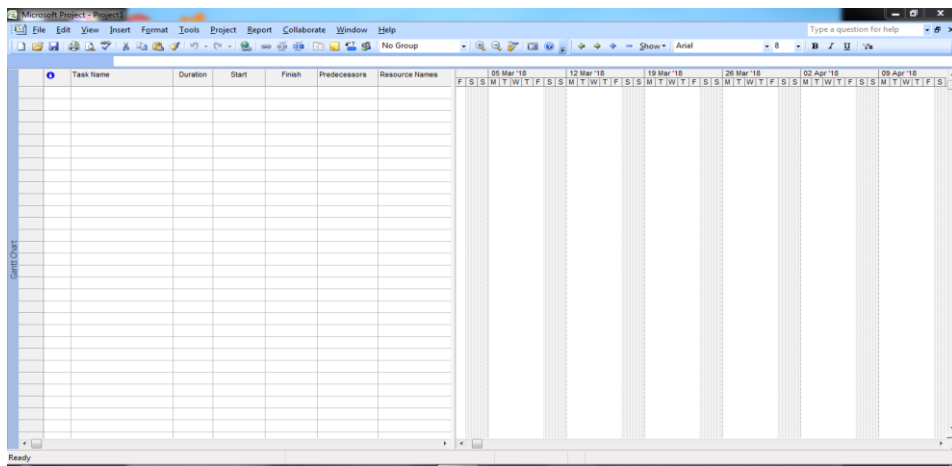 Microsoft Project - Project1
File Edit View Insert Format Tools Project Report Collaborate Window Help
Type a question for help
No Group
Show
Arial
8
B I U
Task Name Duration Start Finish Predecessors Resource Names
05 Mar '18 12 Mar '18 19 Mar '18 26 Mar '18 02 Apr '18 09 Apr '18
F S S M T W T F S S M T W T F S S M T W T F S S M T W T F S S M T W T F S S M T W T F S
Gantt Chart
Ready